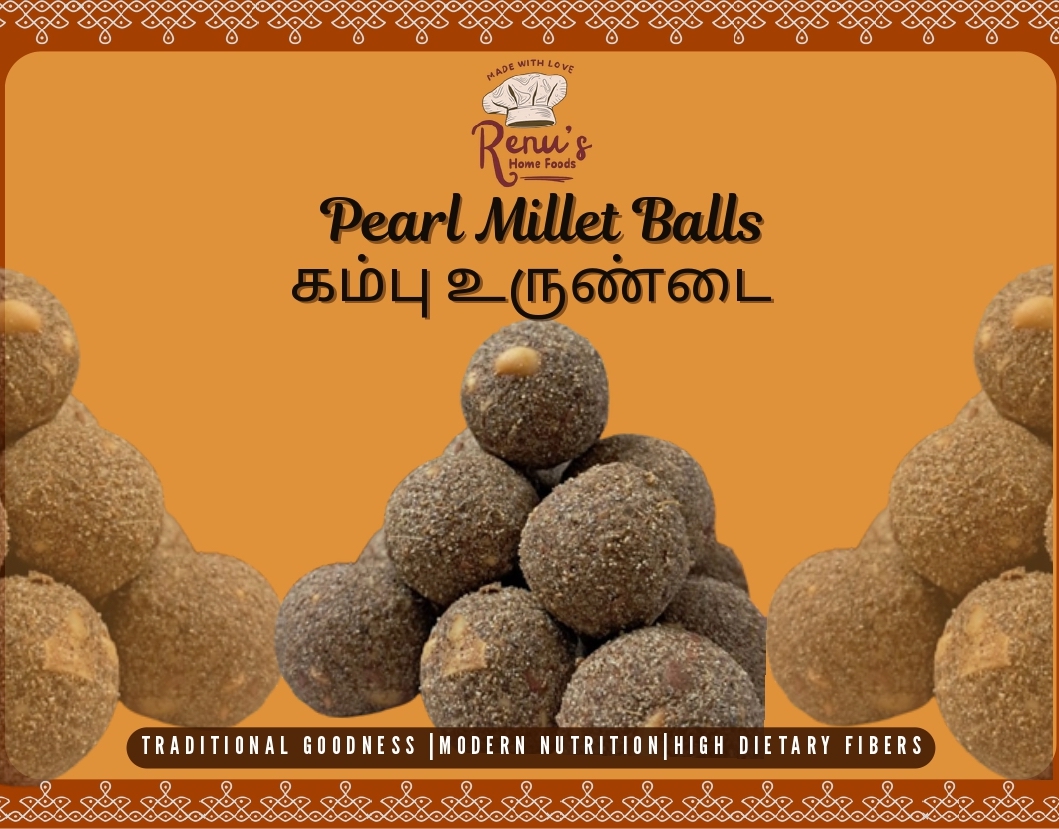 MADE WITH LOVE
Renu's
Home Foods
Pearl Millet Balls
கம்பு உருண்டை
TRADITIONAL GOODNESS |MODERN NUTRITION|HIGH DIETARY FIBERS